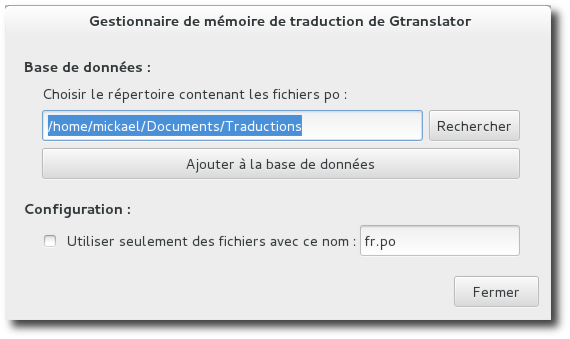 Gestionnaire de mémoire de traduction de Gtranslator
Base de données :
Choisir le répertoire contenant les fichiers po :
/home/mickael/Documents/Traductions
Rechercher
Ajouter à la base de données
Configuration :
Utiliser seulement des fichiers avec ce nom :
fr.po
Fermer